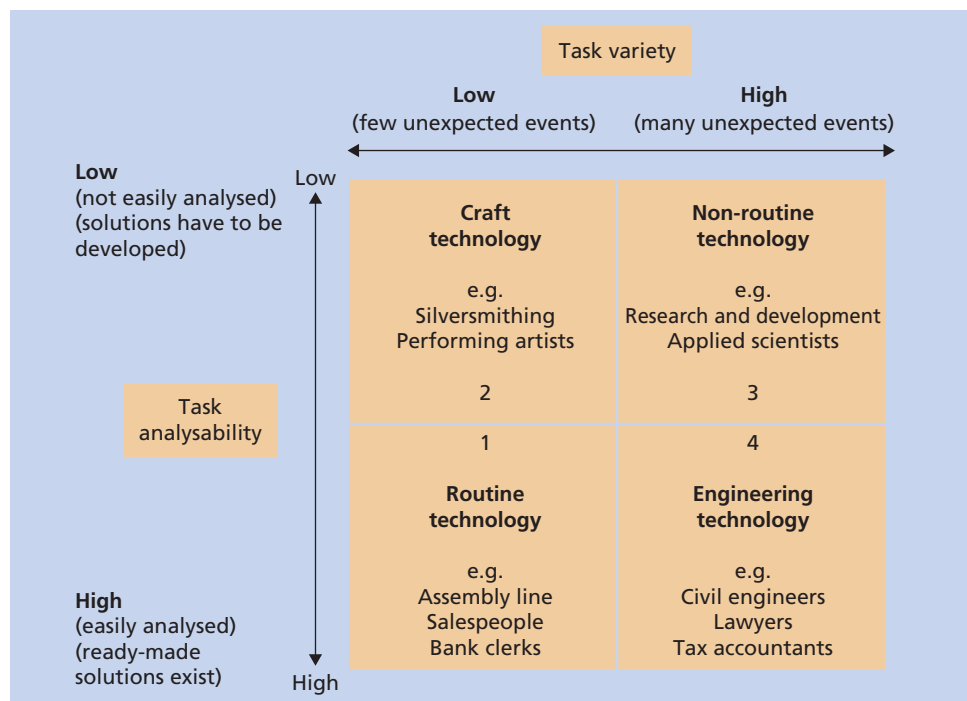 Task variety
Low
(few unexpected events)
High
(many unexpected events)
Low
(not easily analysed)
(solutions have to be
developed)
Low
Craft
technology
e.g.
Silversmithing
Performing artists
2
Non-routine
technology
e.g.
Research and development
Applied scientists
3
Task
analysability
1
Routine
technology
e.g.
Assembly line
Salespeople
Bank clerks
4
Engineering
technology
e.g.
Civil engineers
Lawyers
Tax accountants
High
(easily analysed)
(ready-made
solutions exist)
High